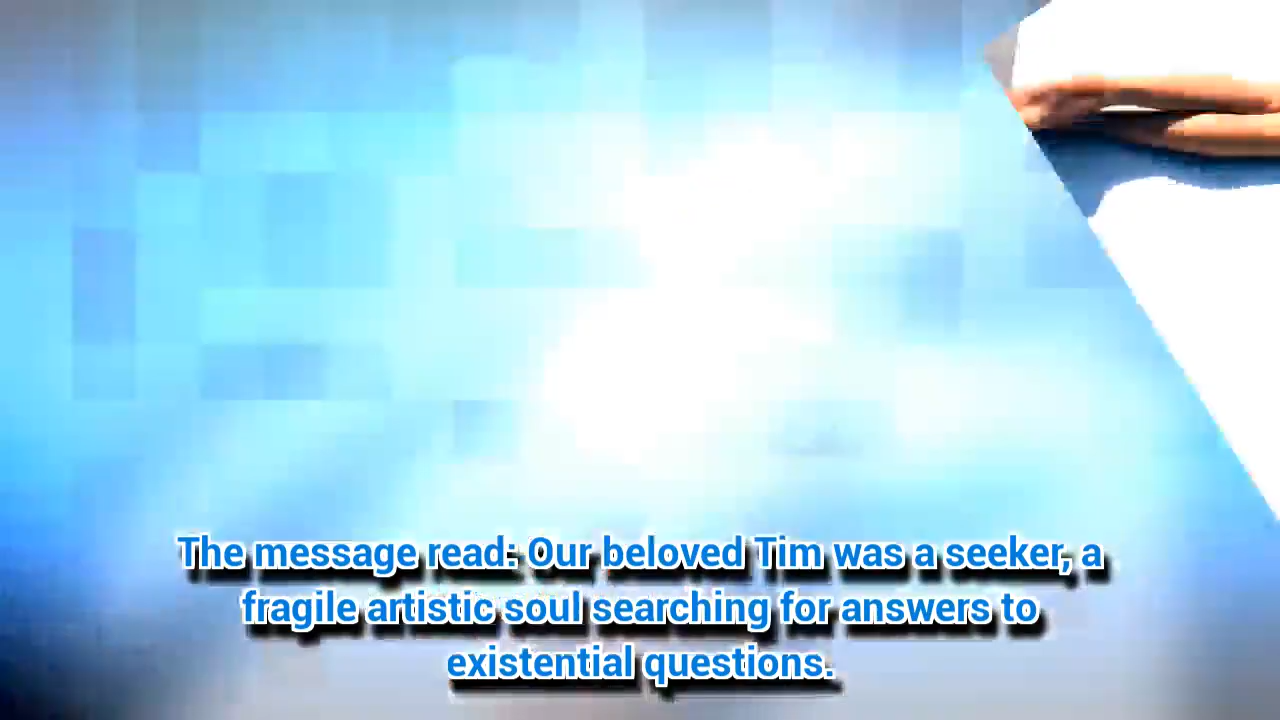 The message read: Our beloved Tim was a seeker, a
fragile artistic soul searching for answers to
existential questions.